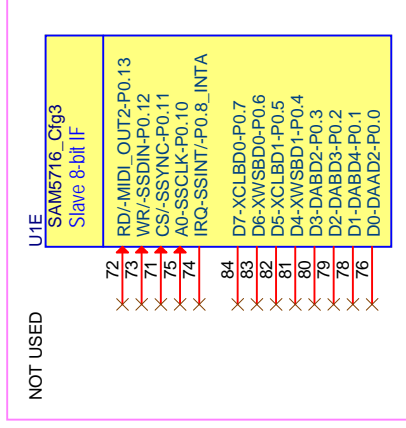 NOT USED
U1E
SAM5716_Cfg3
Slave 8-bit IF
72 RD/-MIDI_OUT2-P0.13
73 WR/-SSDIN-P0.12
71 CS/-SSYNC-P0.11
75 A0-SSCLK-P0.10
74 IRQ-SSINT/-P0.8_INTA
84 D7-XCLBD0-P0.7
83 D6-XWSBD0-P0.6
82 D5-XCLBD1-P0.5
81 D4-XWSBD1-P0.4
80 D3-DABD2-P0.3
79 D2-DABD3-P0.2
78 D1-DABD4-P0.1
76 D0-DAAD2-P0.0